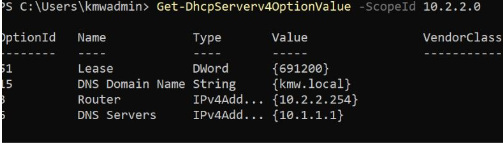 PS C:\Users\kmwadmin> Get-DhcpServerv4OptionValue -ScopeId 10.2.2.0
OptionId Name Type Value VendorClass
-------- ---- ---- ----- -----------
51 Lease DWord {691200}
15 DNS Domain Name String {kmw.local}
3 Router IPv4Add... {10.2.2.254}
6 DNS Servers IPv4Add... {10.1.1.1}